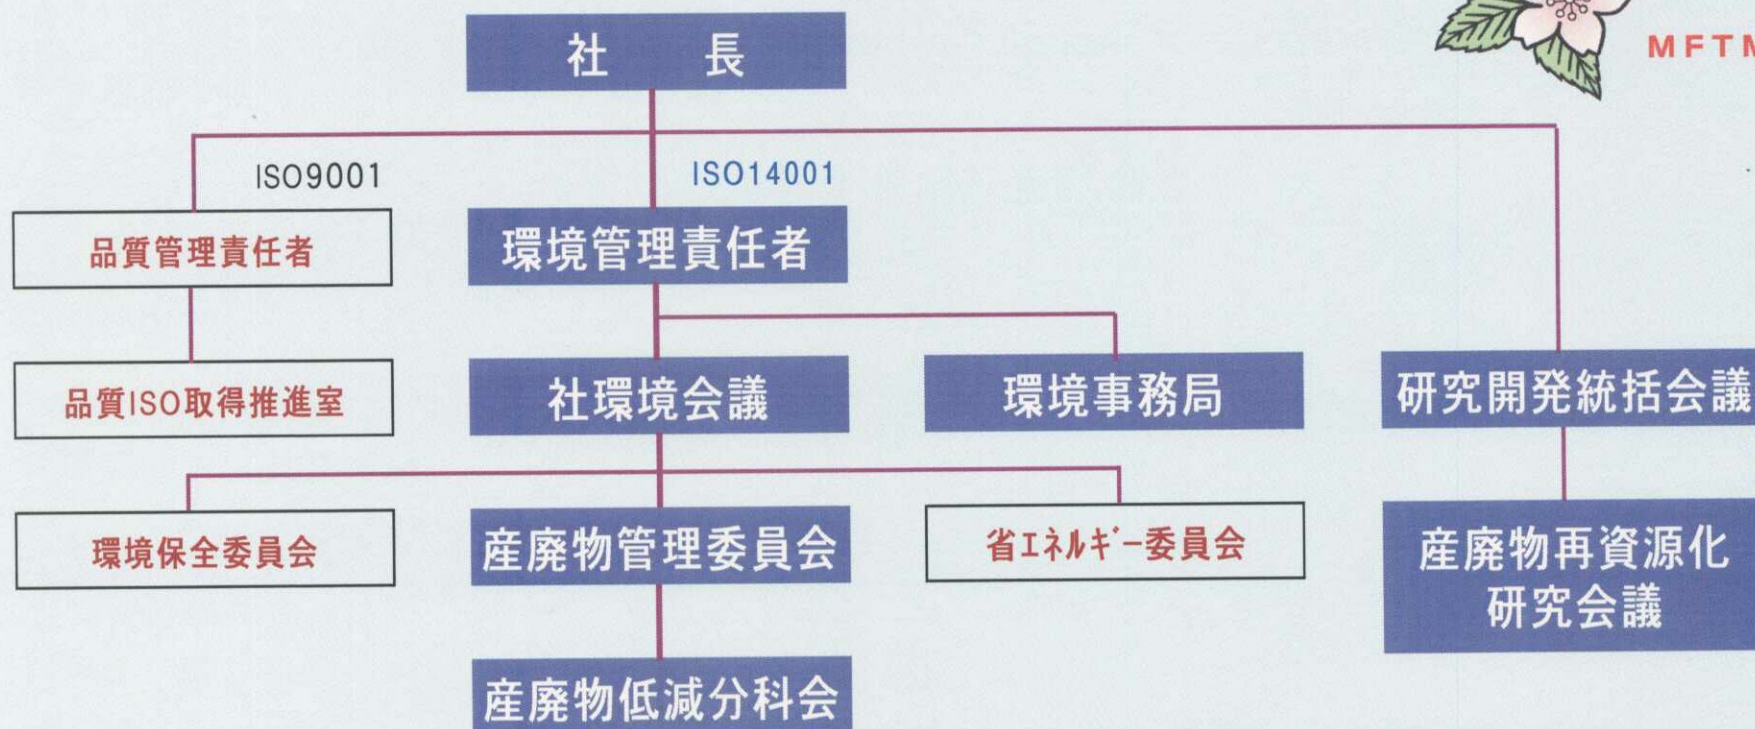 社 長
MFTM
ISO9001
ISO14001
品質管理責任者
環境管理責任者
品質ISO取得推進室
社環境会議
環境事務局
研究開発統括会議
環境保全委員会
産廃物管理委員会
省エネルギー委員会
産廃物再資源化
研究会議
産廃物低減分科会